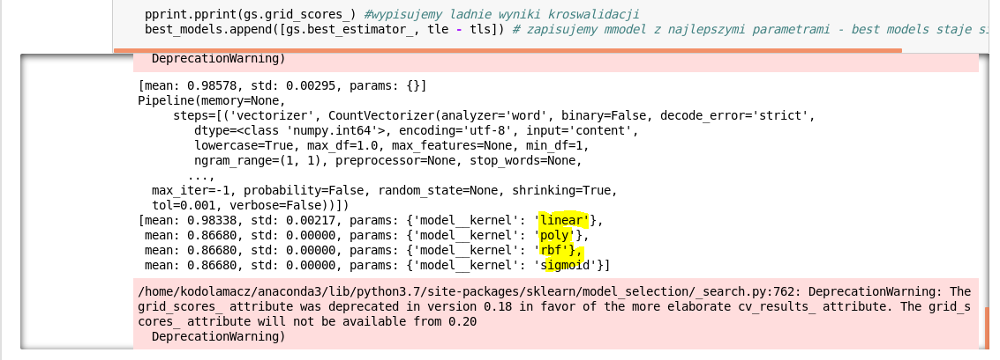 pprint.pprint(gs.grid_scores_) #wypisujemy ladnie wyniki kroswalidacji
best_models.append([gs.best_estimator_, tle - tls]) # zapisujemy mmodel z najlepszymi parametrami - best models staje
DeprecationWarning)
[mean: 0.98578, std: 0.00295, params: {}]
Pipeline(memory=None,
steps=[('vectorizer', CountVectorizer(analyzer='word', binary=False, decode_error='strict',
dtype=<class 'numpy.int64'>, encoding='utf-8', input='content',
lowercase=True, max_df=1.0, max_features=None, min_df=1,
ngram_range=(1, 1), preprocessor=None, stop_words=None,
...,
max_iter=-1, probability=False, random_state=None, shrinking=True,
tol=0.001, verbose=False))])
[mean: 0.98338, std: 0.00217, params: {'model__kernel': 'linear'},
mean: 0.86680, std: 0.00000, params: {'model__kernel': 'poly'},
mean: 0.86680, std: 0.00000, params: {'model__kernel': 'rbf'},
mean: 0.86680, std: 0.00000, params: {'model__kernel': 'sigmoid'}]
/home/kodolamacz/anaconda3/lib/python3.7/site-packages/sklearn/model_selection/_search.py:762: DeprecationWarning: The
grid_scores_ attribute was deprecated in version 0.18 in favor of the more elaborate cv_results_ attribute. The grid_s
cores_ attribute will not be available from 0.20
DeprecationWarning)